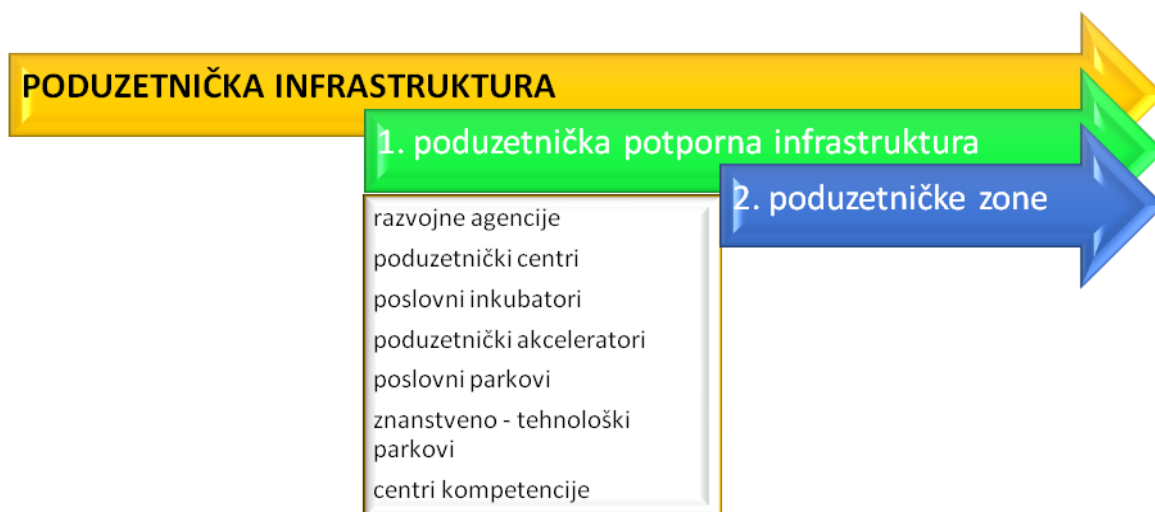 PODUZETNIČKA INFRASTRUKTURA
1. poduzetnička potporna infrastruktura
2. poduzetničke zone
razvojne agencije
poduzetnički centri
poslovni inkubatori
poduzetnički akceleratori
poslovni parkovi
znanstveno - tehnološki
parkovi
centri kompetencije